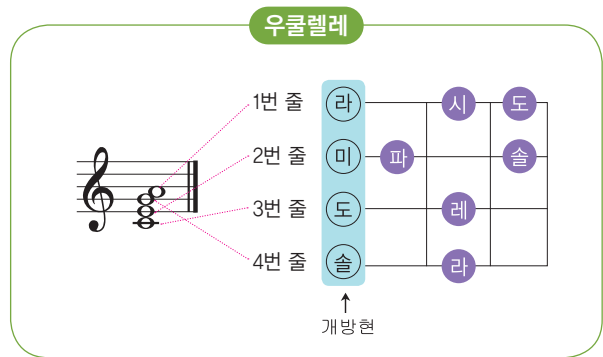 우쿨렐레
1번 줄 라 시 도
2번 줄 미 파 솔
3번 줄 도 레
4번 줄 솔 라
개방현